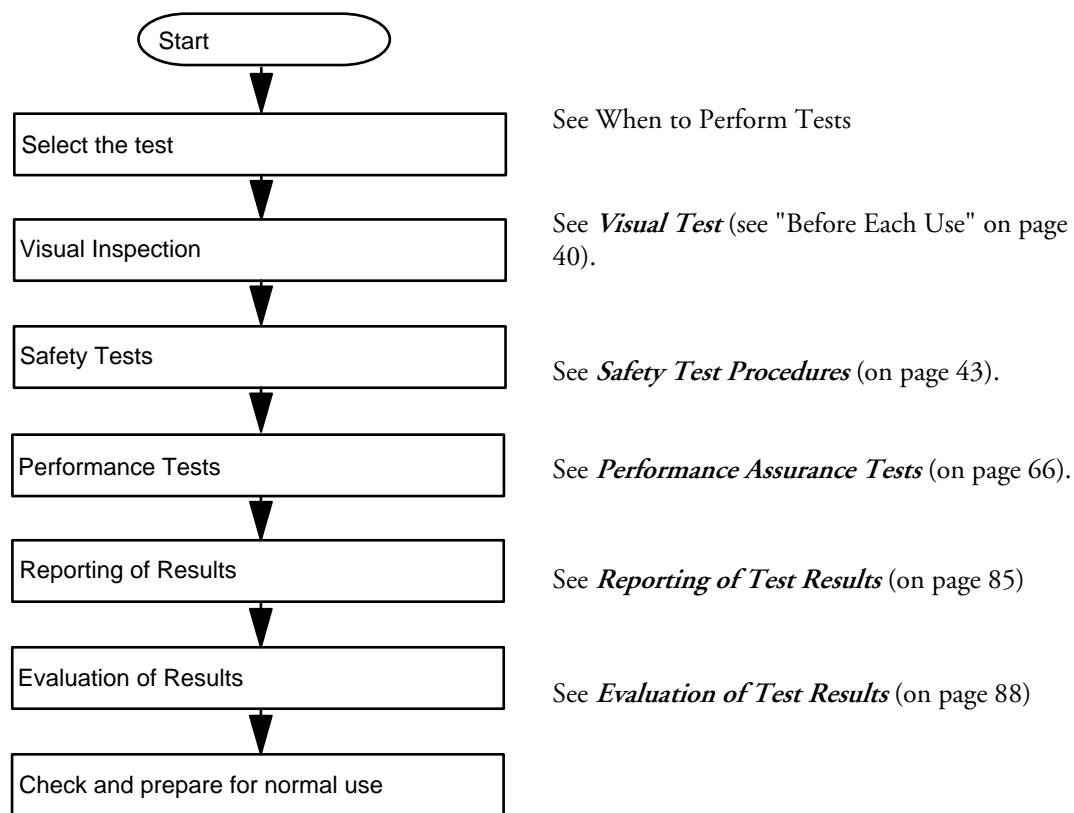 Start
Select the test
See When to Perform Tests
Visual Inspection
See Visual Test (see "Before Each Use" on page
40).
Safety Tests
See Safety Test Procedures (on page 43).
Performance Tests
See Performance Assurance Tests (on page 66).
Reporting of Results
See Reporting of Test Results (on page 85)
Evaluation of Results
See Evaluation of Test Results (on page 88)
Check and prepare for normal use